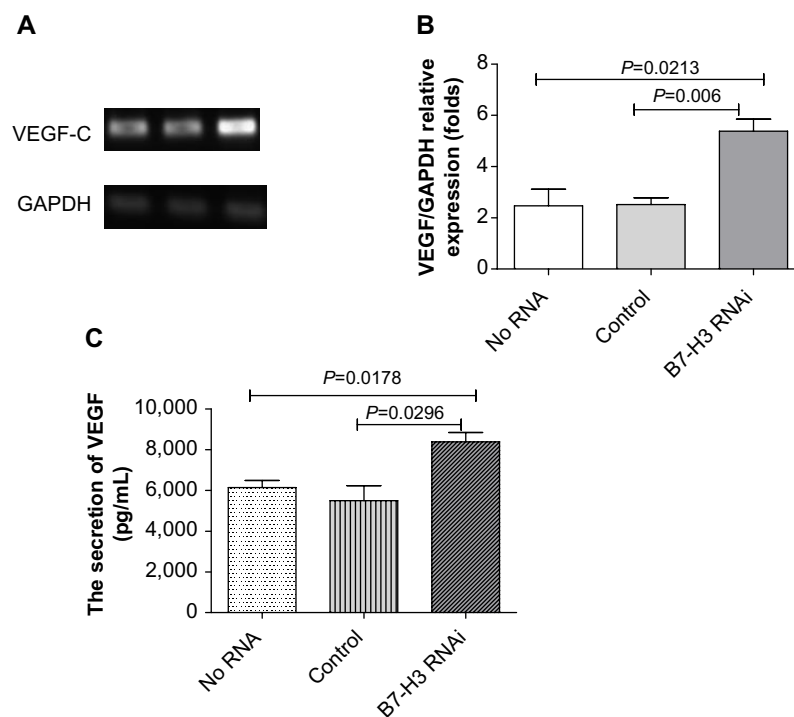 A
VEGF-C
GAPDH
B
VEGF/GAPDH relative
expression (folds)
8
6
4
2
0
P=0.0213
P=0.006
No RNA
Control
B7-H3 RNAi
C
The secretion of VEGF
(pg/mL)
10,000
8,000
6,000
4,000
2,000
0
P=0.0178
P=0.0296
No RNA
Control
B7-H3 RNAi